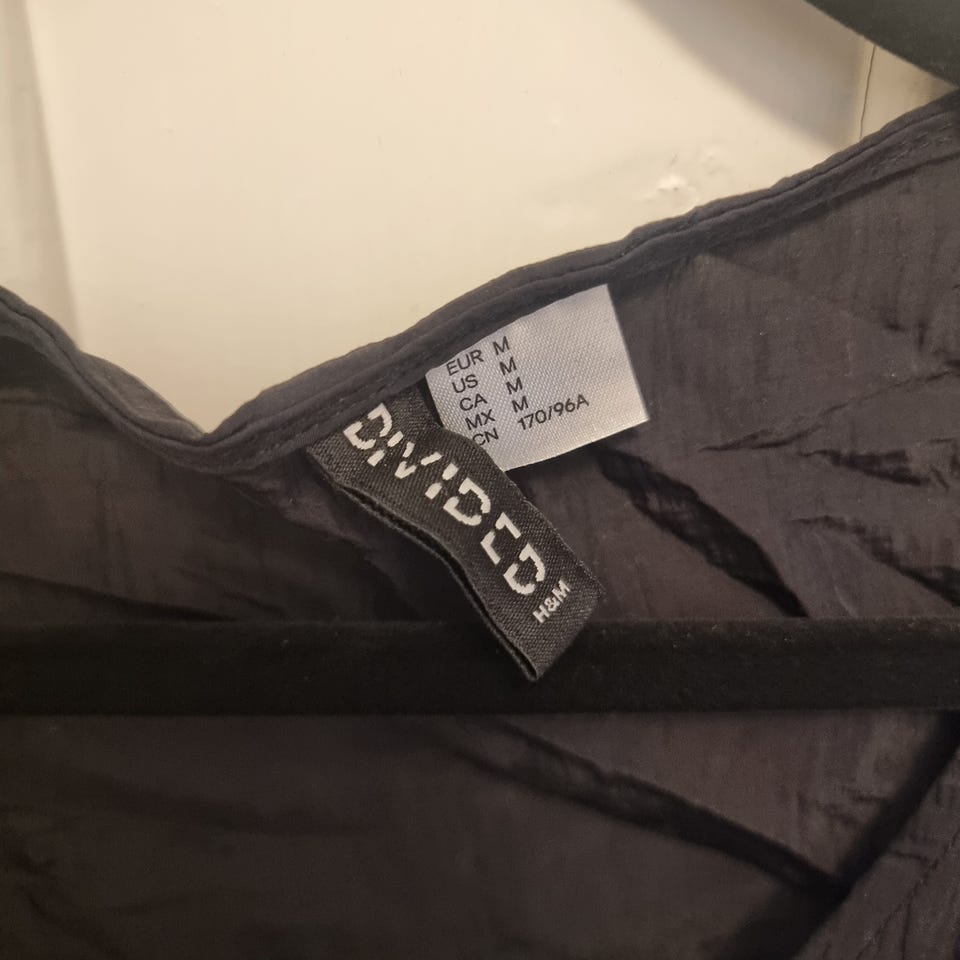 EUR M
US M
CA M
MX M
CN 170/96A
DIVIDED
H&M